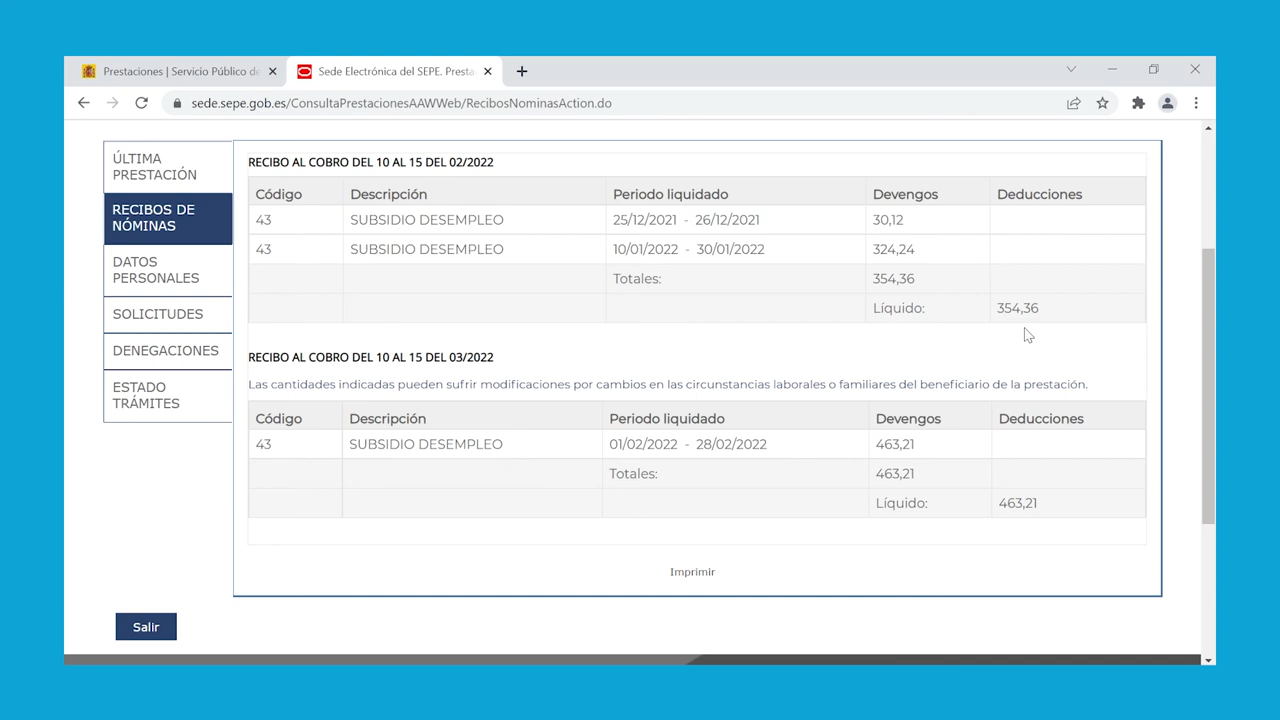 Prestaciones | Servicio Público de
Sede Electrónica del SEPE. Presta
sede.sepe.gob.es/ConsultaPrestacionesAAWWeb/RecibosNominasAction.do
ÚLTIMA
PRESTACIÓN
RECIBOS DE
NÓMINAS
DATOS
PERSONALES
SOLICITUDES
DENEGACIONES
ESTADO
TRÁMITES
RECIBO AL COBRO DEL 10 AL 15 DEL 02/2022
Código Descripción Periodo liquidado Devengos Deducciones
43 SUBSIDIO DESEMPLEO 25/12/2021 - 26/12/2021 30,12
43 SUBSIDIO DESEMPLEO 10/01/2022 - 30/01/2022 324,24
Totales: 354,36
Líquido: 354,36
RECIBO AL COBRO DEL 10 AL 15 DEL 03/2022
Las cantidades indicadas pueden sufrir modificaciones por cambios en las circunstancias laborales o familiares del beneficiario de la prestación.
Código Descripción Periodo liquidado Devengos Deducciones
43 SUBSIDIO DESEMPLEO 01/02/2022 - 28/02/2022 463,21
Totales: 463,21
Líquido: 463,21
Imprimir
Salir